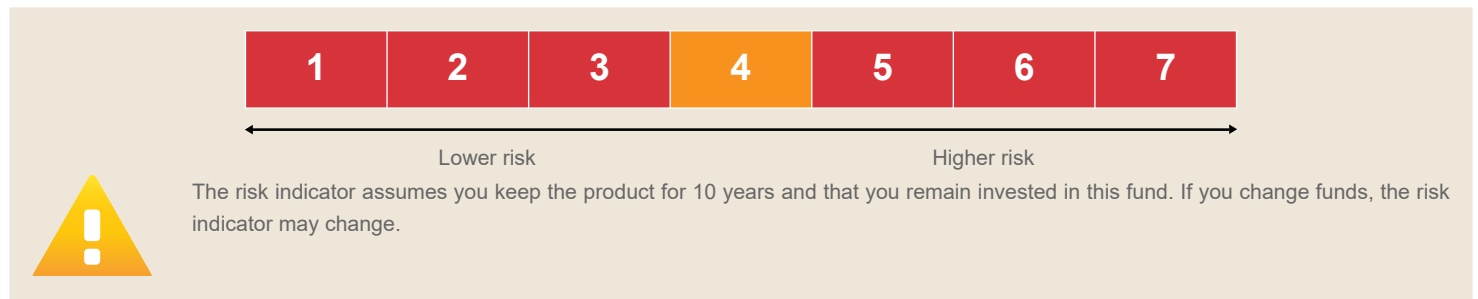 1 2 3 4 5 6 7
Lower risk Higher risk
The risk indicator assumes you keep the product for 10 years and that you remain invested in this fund. If you change funds, the risk
indicator may change.